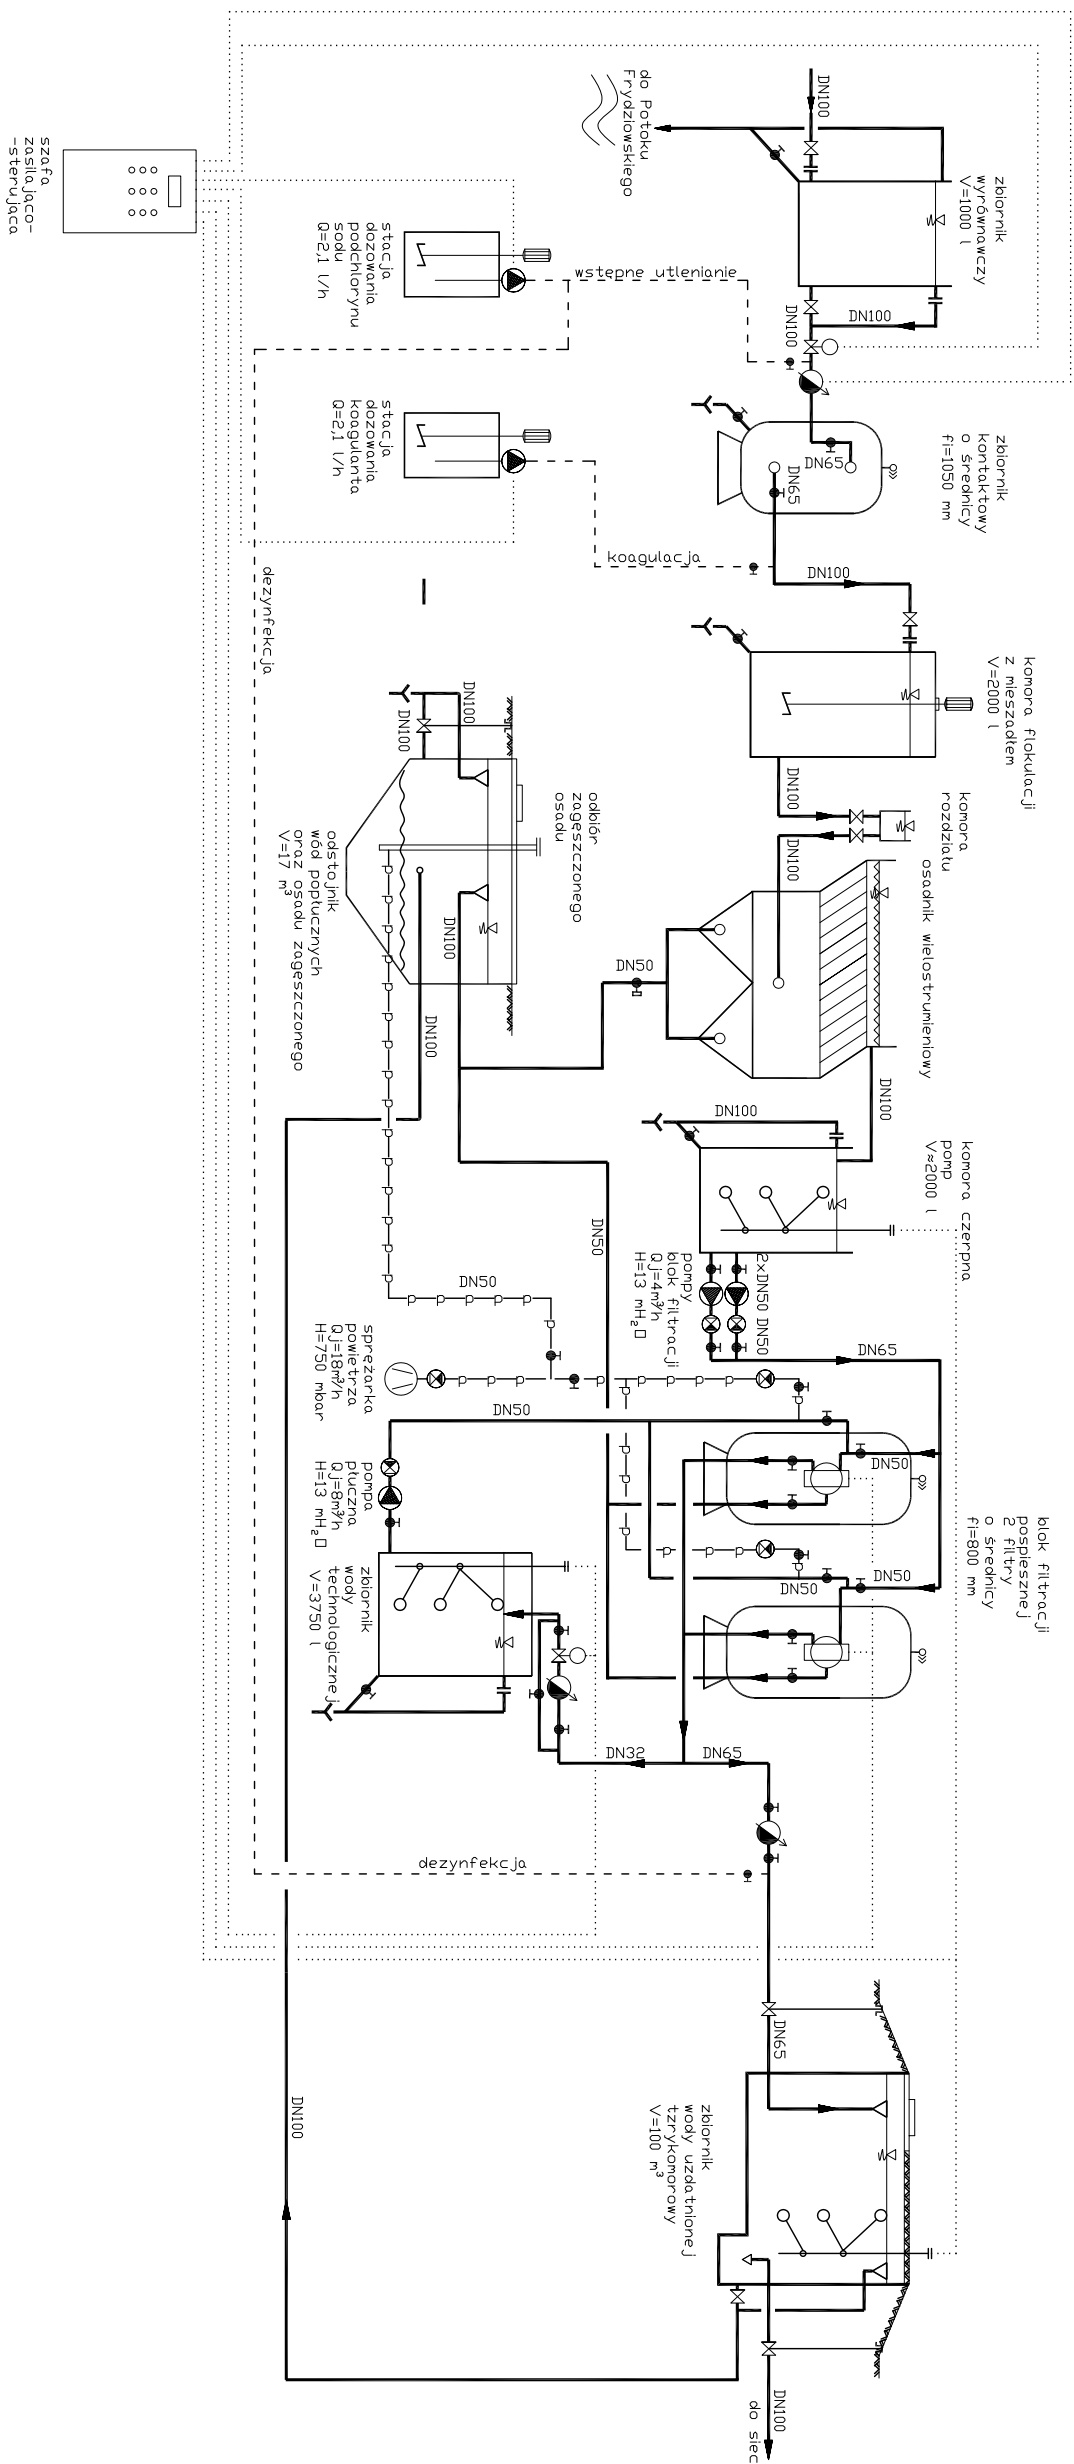 DN100
do Potoku
Frydziowskiego
zbiornik
wyrównawczy
V=1000 l
DN100
DN100
szafa
zasilająco-
-sterująca
stacja
dozowania
podchlorynu
sodu
Q=2,1 l/h
wstępne utlenianie
stacja
dozowania
koagulanta
Q=2,1 l/h
koagulacja
dezynfekcja
zbiornik
kontaktowy
o średnicy
fi=1050 mm
DN65
DN65
DN100
komora flokulacji
z mieszadłem
V=2000 l
DN100
komora
rozdziału
DN100
osadnik wielostrumieniowy
DN100
DN50
DN100
DN100
odbiór
zagęszczonego
osadu
odstojnik
wód popłucznych
oraz osadu zagęszczonego
V=17 m³
DN100
DN100
komora czerpna
pomp
V≈2000 l
DN100
2xDN50 DN50
pompy
blok filtracji
Qj=4m³/h
H=13 mH₂O
DN65
DN50
p p p p p p p p p p p p p p
DN50
p p p p p p
sprężarka
powietrza
Qj=18m³/h
H=750 mbar
p p p p p p p p p
p p p p p p p p p
DN50
pompa
płuczna
Qj=8m³/h
H=13 mH₂O
blok filtracji
pospiesznej
2 filtry
o średnicy
fi=800 mm
DN50
DN50
DN50
zbiornik
wody
technologicznej
V=3750 l
DN32
DN65
dezynfekcja
DN65
zbiornik
wody uzdatnionej
tzrykomorowy
V=100 m³
DN100
DN100
do siec